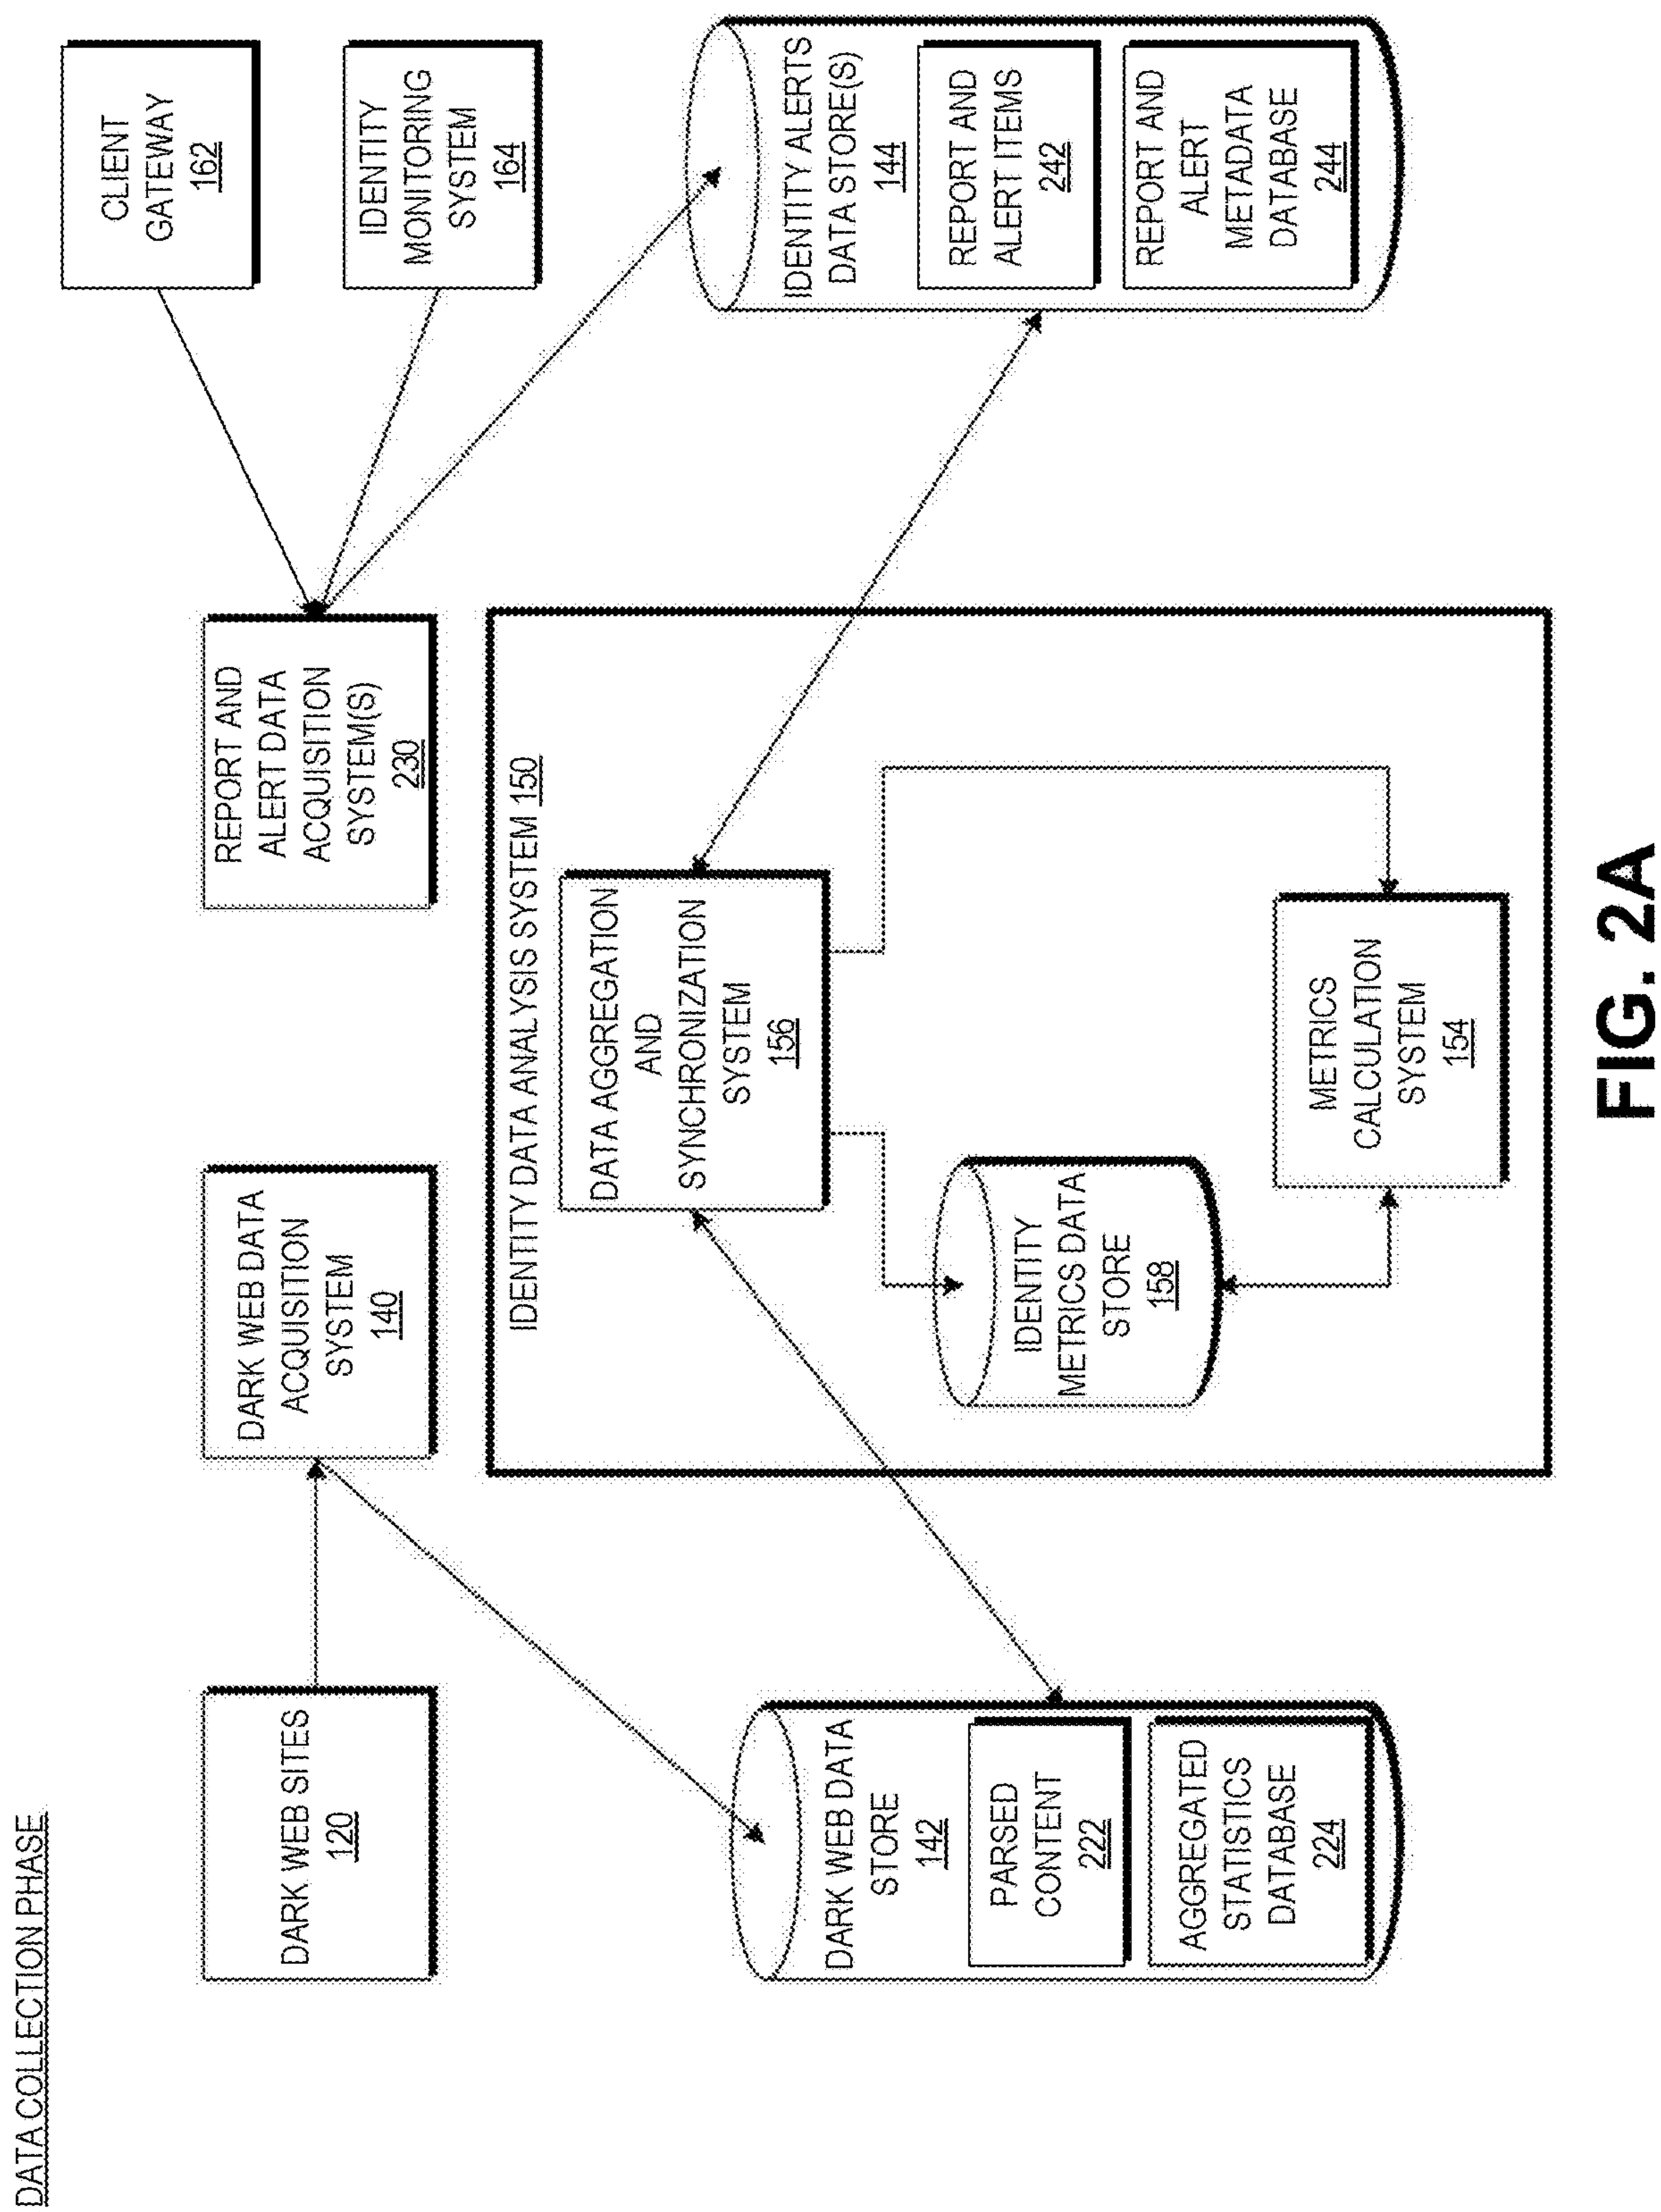 DATA COLLECTION PHASE
DARK WEB SITES
120
DARK WEB DATA
ACQUISITION
SYSTEM
140
REPORT AND
ALERT DATA
ACQUISITION
SYSTEM(S)
230
CLIENT
GATEWAY
162
IDENTITY
MONITORING
SYSTEM
164
DARK WEB DATA
STORE
142
PARSED
CONTENT
222
AGGREGATED
STATISTICS
DATABASE
224
IDENTITY DATA ANALYSIS SYSTEM 150
DATA AGGREGATION
AND
SYNCHRONIZATION
SYSTEM
156
IDENTITY
METRICS DATA
STORE
158
METRICS
CALCULATION
SYSTEM
154
IDENTITY ALERTS
DATA STORE(S)
144
REPORT AND
ALERT ITEMS
242
REPORT AND
ALERT
METADATA
DATABASE
244
FIG. 2A